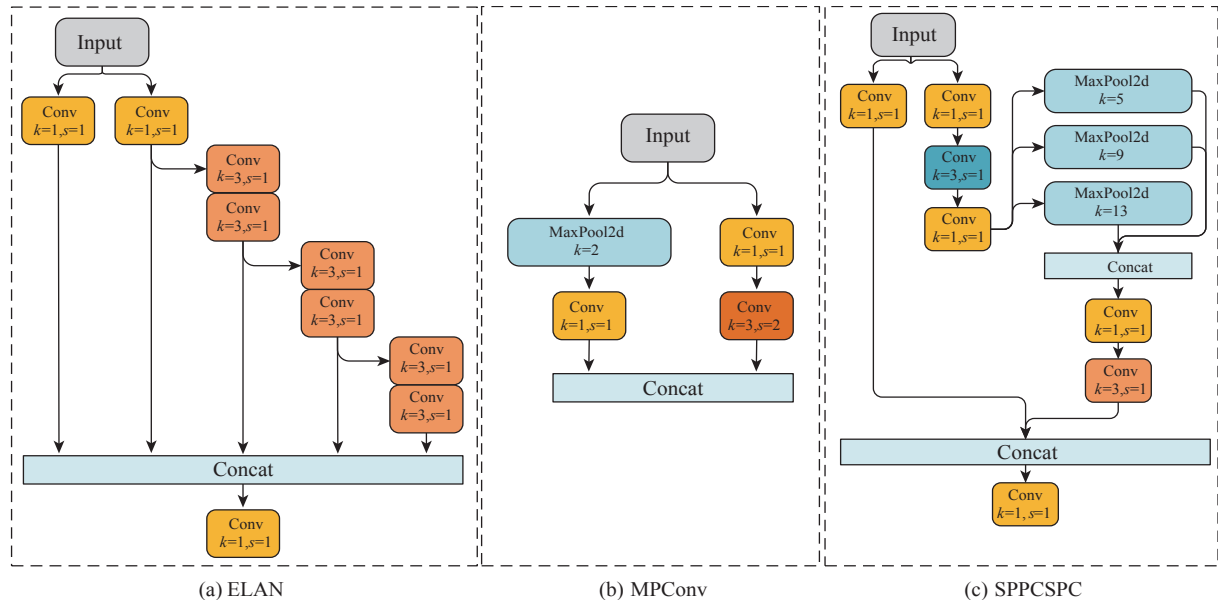 Input
Conv
k=1,s=1
Conv
k=1,s=1
Conv
k=3,s=1
Conv
k=3,s=1
Conv
k=3,s=1
Conv
k=3,s=1
Conv
k=3,s=1
Conv
k=3,s=1
Concat
Conv
k=1,s=1
(a) ELAN
Input
MaxPool2d
k=2
Conv
k=1,s=1
Conv
k=1,s=1
Conv
k=3,s=2
Concat
(b) MPConv
Input
Conv
k=1,s=1
Conv
k=1,s=1
Conv
k=3,s=1
Conv
k=1,s=1
MaxPool2d
k=5
MaxPool2d
k=9
MaxPool2d
k=13
Concat
Conv
k=1,s=1
Conv
k=3,s=1
Concat
Conv
k=1, s=1
(c) SPPCSPC